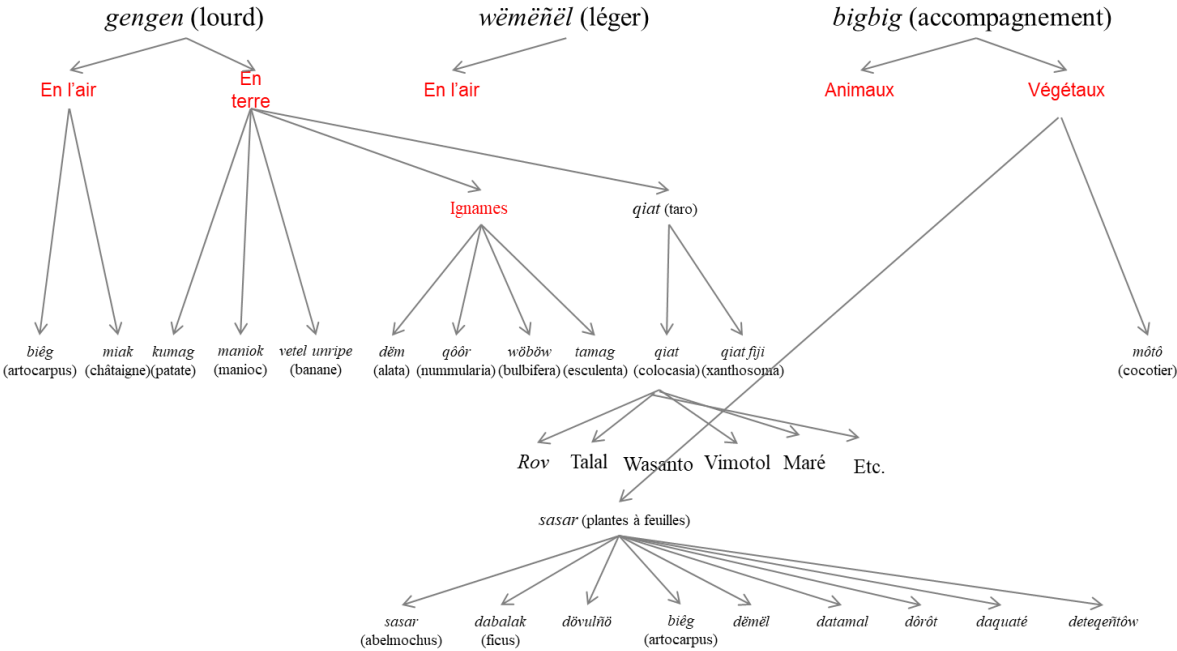 gengen (lourd) wëmëñël (léger) bigbig (accompagnement)
En l'air En terre En l'air Animaux Végétaux
Ignames qiat (taro)
biêg miak kumag maniok vetel unripe dëm qôôr wöböw tamag qiat qiat fiji môtô
(artocarpus) (châtaigne) (patate) (manioc) (banane) (alata) (nummularia) (bulbifera) (esculenta) (colocasia) (xanthosoma) (cocotier)
Rov Talal Wasanto Vimotol Maré Etc.
sasar (plantes à feuilles)
sasar dabalak dövulñö biêg dëmël datamal dôrôt daquaté deteqeñitôw
(abelmochus) (ficus) (artocarpus)